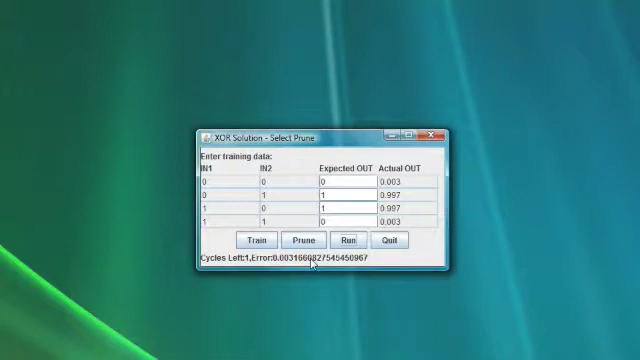 XOR Solution - Select Prune
Enter training data:
IN1 IN2 Expected OUT Actual OUT
0 0 0 0.003
0 1 1 0.997
1 0 1 0.997
1 1 0 0.003
Train Prune Run Quit
Cycles Left:1,Error:0.0031660827545450967